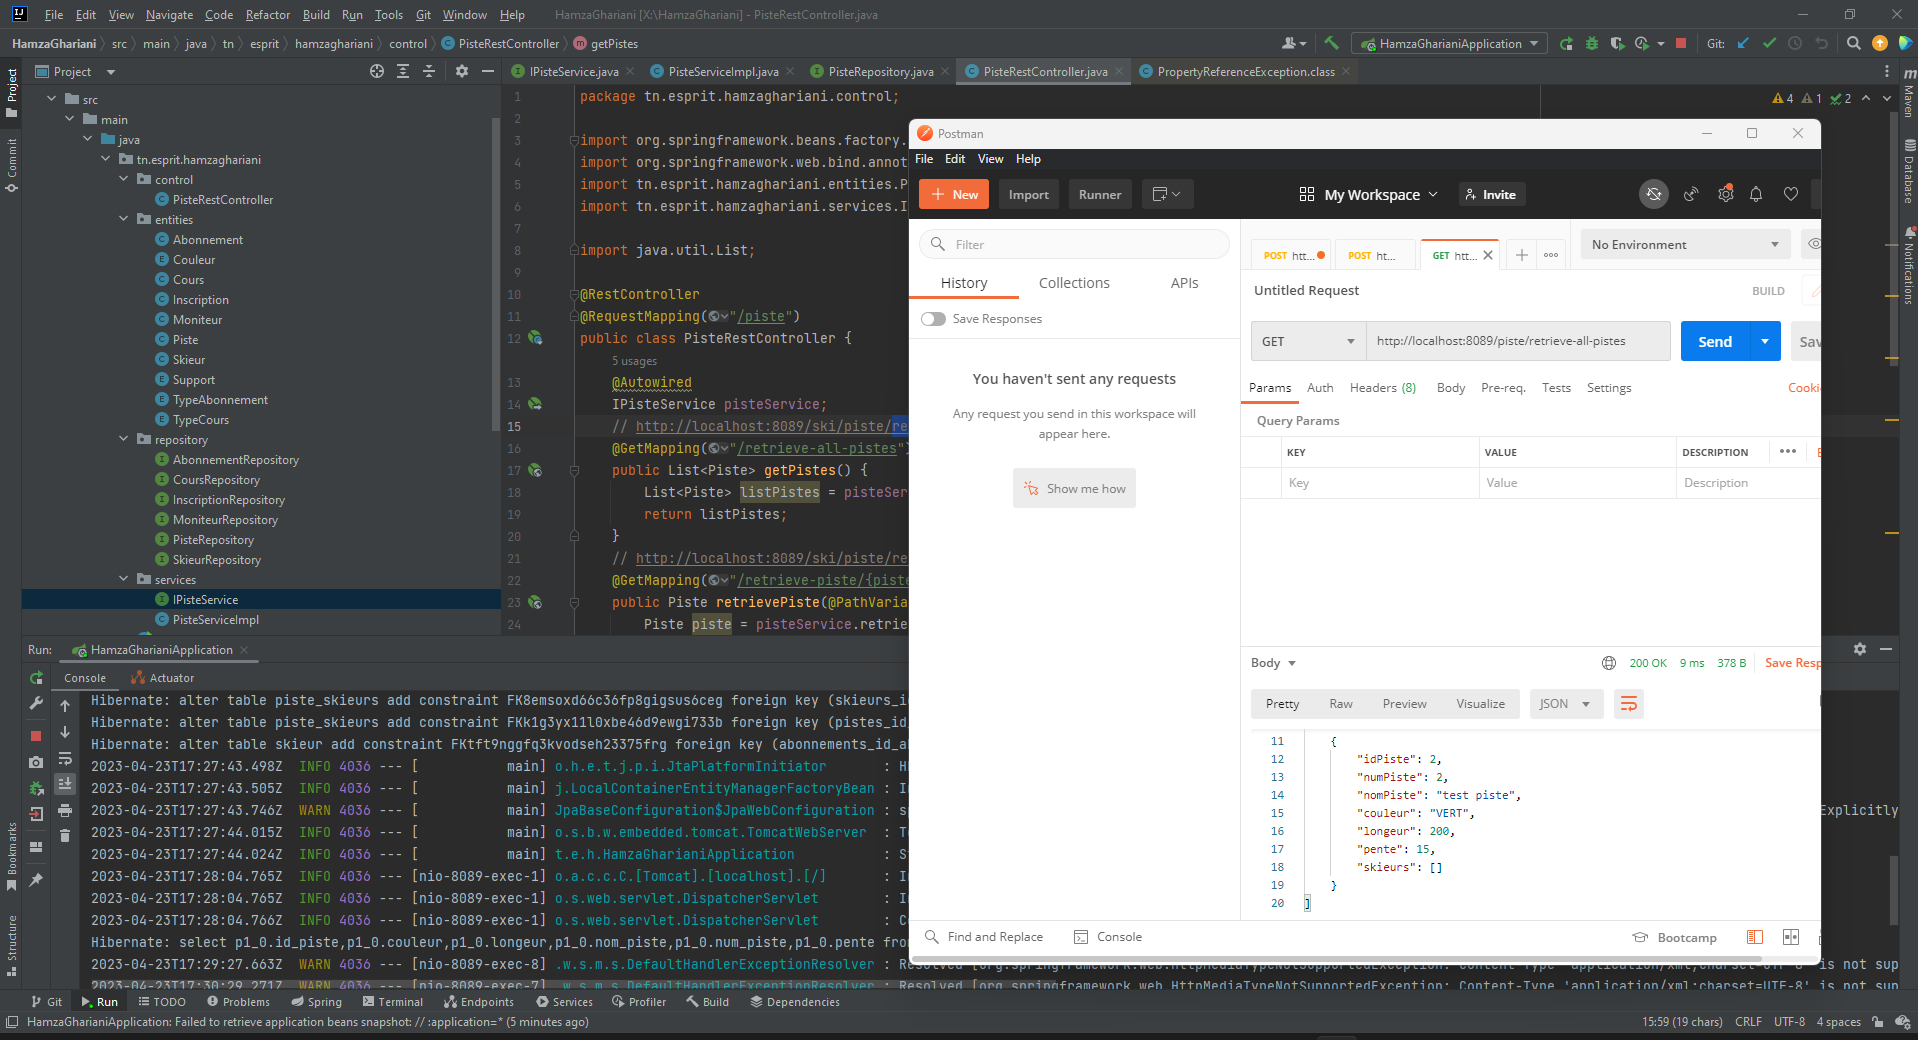 File Edit View Navigate Code Refactor Build Run Tools Git Window Help HamzaGhariani [X:\HamzaGhariani] - PisteRestController.java
HamzaGhariani src main java tn esprit hamzaghariani control PisteRestController getPistes
HamzaGharianiApplication Git:
Project
IPisteService.java PisteServiceImpl.java PisteRepository.java PisteRestController.java PropertyReferenceException.class
Project
Commit
Bookmarks
Structure
Maven
Database
Notifications
src
main
java
tn.esprit.hamzaghariani
control
PisteRestController
entities
Abonnement
Couleur
Cours
Inscription
Moniteur
Piste
Skieur
Support
TypeAbonnement
TypeCours
repository
AbonnementRepository
CoursRepository
InscriptionRepository
MoniteurRepository
PisteRepository
SkieurRepository
services
IPisteService
PisteServiceImpl
4 1 2
1 package tn.esprit.hamzaghariani.control;
2
3 import org.springframework.beans.factory.
4 import org.springframework.web.bind.annot
5 import tn.esprit.hamzaghariani.entities.P
6 import tn.esprit.hamzaghariani.services.I
7
8 import java.util.List;
9
10 @RestController
11 @RequestMapping("/piste")
12 public class PisteRestController {
5 usages
13 @Autowired
14 IPisteService pisteService;
15 // http://localhost:8089/ski/piste/re
16 @GetMapping("/retrieve-all-pistes")
17 public List<Piste> getPistes() {
18 List<Piste> listPistes = pisteSer
19 return listPistes;
20 }
21 // http://localhost:8089/ski/piste/re
22 @GetMapping("/retrieve-piste/{piste
23 public Piste retrievePiste(@PathVaria
24 Piste piste = pisteService.retrie
Postman
File Edit View Help
New Import Runner My Workspace Invite
Filter
History Collections APIs
Save Responses
You haven't sent any requests
Any request you send in this workspace will
appear here.
Show me how
POST htt... POST ht... GET htt... No Environment
Untitled Request BUILD
GET http://localhost:8089/piste/retrieve-all-pistes Send Sav
Params Auth Headers (8) Body Pre-req. Tests Settings Cooki
Query Params
KEY VALUE DESCRIPTION
Key Value Description
Body 200 OK 9 ms 378 B Save Resp
Pretty Raw Preview Visualize JSON
11 {
12 "idPiste": 2,
13 "numPiste": 2,
14 "nomPiste": "test piste",
15 "couleur": "VERT",
16 "longeur": 200,
17 "pente": 15,
18 "skieurs": []
19 }
20 ]
Find and Replace Console Bootcamp
Run: HamzaGharianiApplication
Console Actuator
Hibernate: alter table piste_skieurs add constraint FK8emsoxd66c36fp8gigsus6ceg foreign key (skieurs_i
Hibernate: alter table piste_skieurs add constraint FKk1g3yx11l0xbe46d9ewgi733b foreign key (pistes_id
Hibernate: alter table skieur add constraint FKtft9nggfq3kvodseh23375frg foreign key (abonnements_id_a
2023-04-23T17:27:43.498Z INFO 4036 --- [ main] o.h.e.t.j.p.i.JtaPlatformInitiator : H
2023-04-23T17:27:43.505Z INFO 4036 --- [ main] j.LocalContainerEntityManagerFactoryBean : I
2023-04-23T17:27:43.746Z WARN 4036 --- [ main] JpaBaseConfiguration$JpaWebConfiguration : s Explicitly
2023-04-23T17:27:44.015Z INFO 4036 --- [ main] o.s.b.w.embedded.tomcat.TomcatWebServer : T
2023-04-23T17:27:44.024Z INFO 4036 --- [ main] t.e.h.HamzaGharianiApplication : S
2023-04-23T17:28:04.765Z INFO 4036 --- [nio-8089-exec-1] o.a.c.c.C.[Tomcat].[localhost].[/] : I
2023-04-23T17:28:04.765Z INFO 4036 --- [nio-8089-exec-1] o.s.web.servlet.DispatcherServlet : I
2023-04-23T17:28:04.766Z INFO 4036 --- [nio-8089-exec-1] o.s.web.servlet.DispatcherServlet : C
Hibernate: select p1_0.id_piste,p1_0.couleur,p1_0.longeur,p1_0.nom_piste,p1_0.num_piste,p1_0.pente fro
2023-04-23T17:29:27.663Z WARN 4036 --- [nio-8089-exec-8] .w.s.m.s.DefaultHandlerExceptionResolver : Resolved [org.springframework.web.HttpMediaTypeNotSupportedException: Content-Type 'application/xml;charset=UTF-8' is not sup
2023-04-23T17:30:29.271Z WARN 4036 --- [nio-8089-exec-7] .w.s.m.s.DefaultHandlerExceptionResolver : Resolved [org.springframework.web.HttpMediaTypeNotSupportedException: Content-Type 'application/xml;charset=UTF-8' is not sup
Git Run TODO Problems Spring Terminal Endpoints Services Profiler Build Dependencies
HamzaGharianiApplication: Failed to retrieve application beans snapshot: // :application=* (5 minutes ago) 15:59 (19 chars) CRLF UTF-8 4 spaces